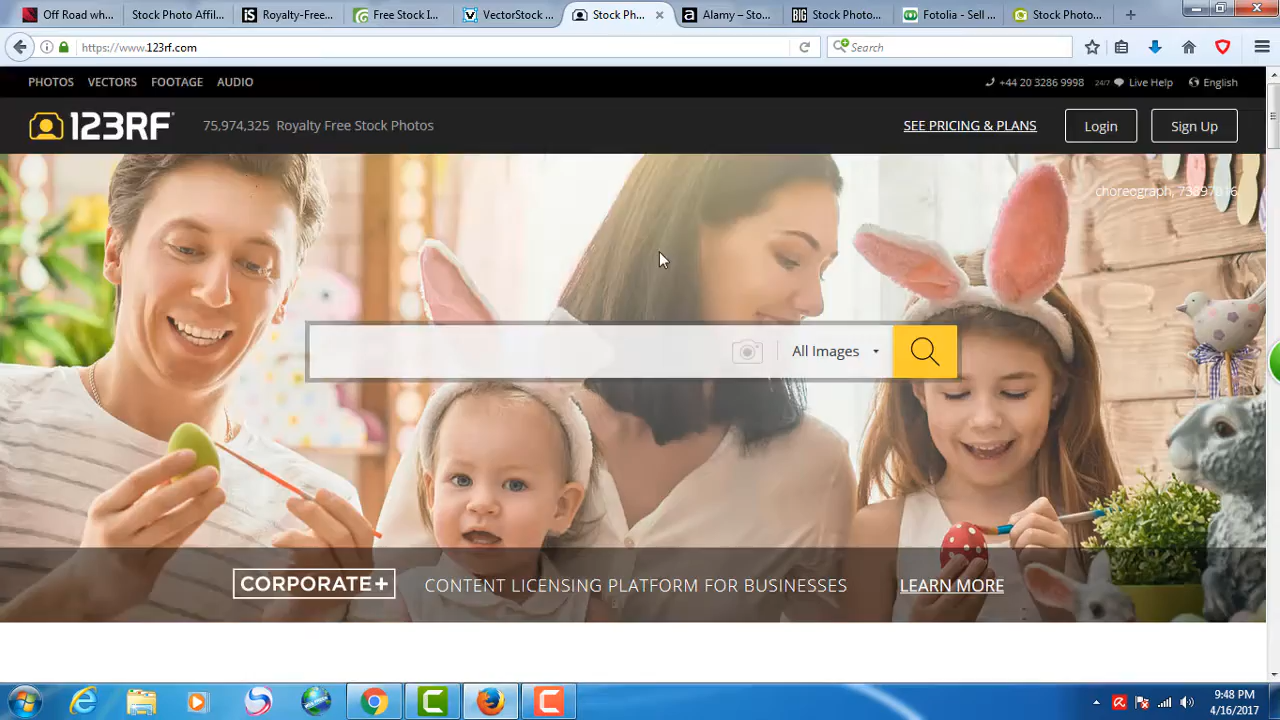 Off Road wh...
Stock Photo Affil...
iS Royalty-Free...
Free Stock I...
VectorStock ...
Stock Ph...
a Alamy – Sto...
BIG Stock Photo...
Fotolia - Sell ...
Stock Photo...
https://www.123rf.com
Search
PHOTOS VECTORS FOOTAGE AUDIO
+44 20 3286 9998 24/7 Live Help English
123RF
75,974,325 Royalty Free Stock Photos
SEE PRICING & PLANS
Login
Sign Up
All Images
CORPORATE+ CONTENT LICENSING PLATFORM FOR BUSINESSES LEARN MORE
9:48 PM
4/16/2017